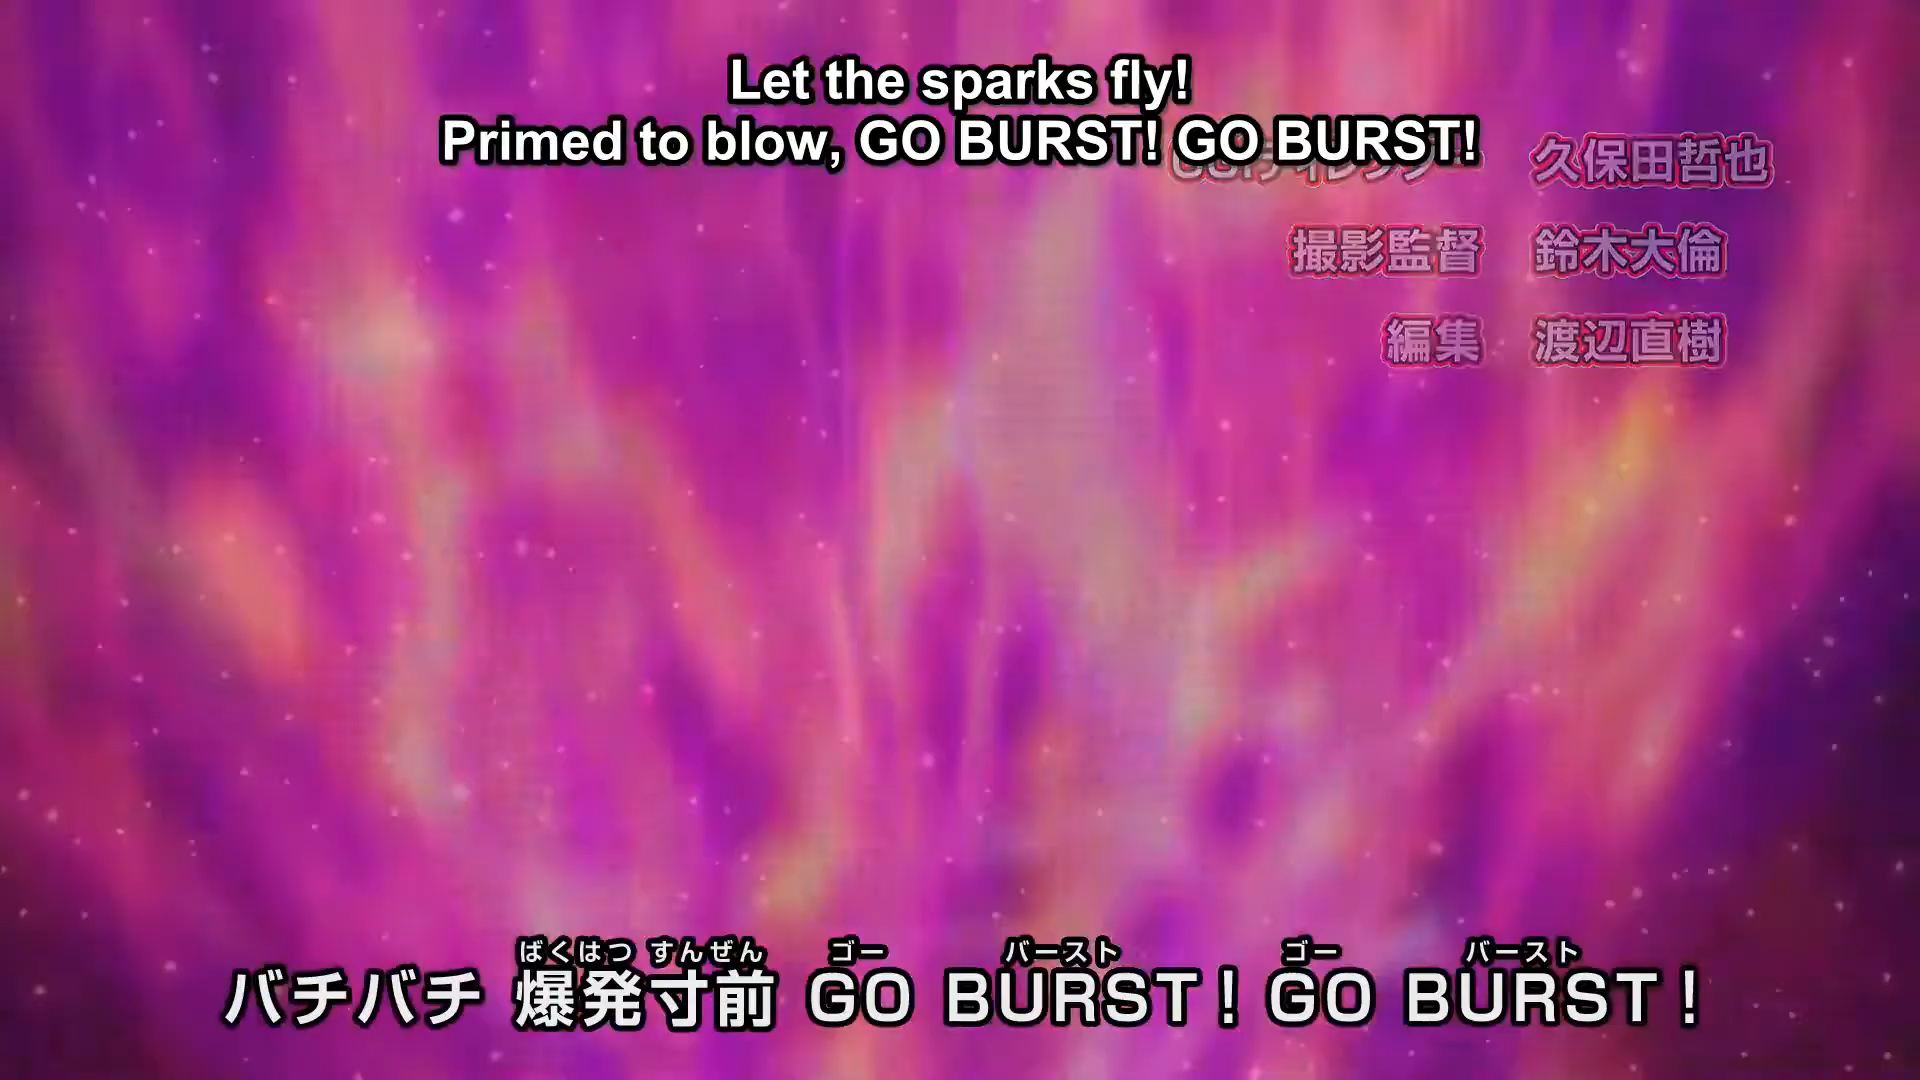 Let the sparks fly!
Primed to blow, GO BURST! GO BURST!
久保田哲也
撮影監督 鈴木大倫
編集 渡辺直樹
ばくはつ すんぜん ゴー バースト ゴー バースト
バチバチ 爆発寸前 GO BURST！GO BURST！